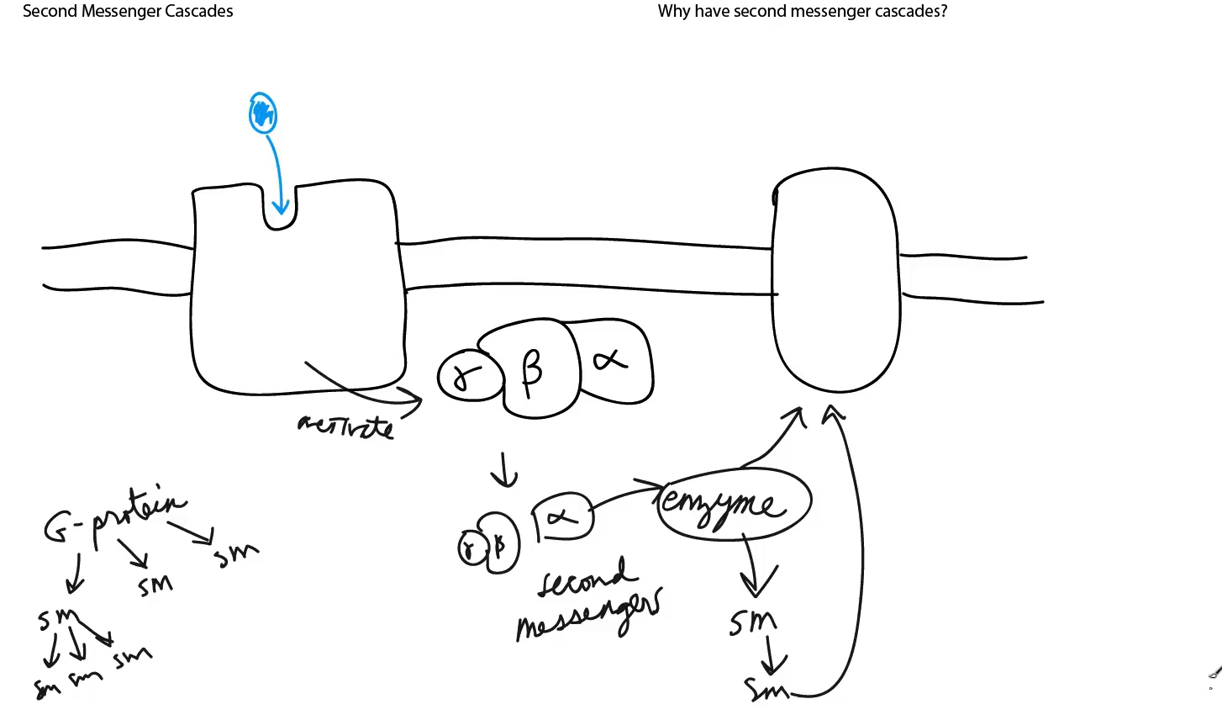 Second Messenger Cascades
Why have second messenger cascades?
γ β α
activate
G-protein
sm
sm
sm
sm sm sm
γ β α
enzyme
second
messengers
sm
sm